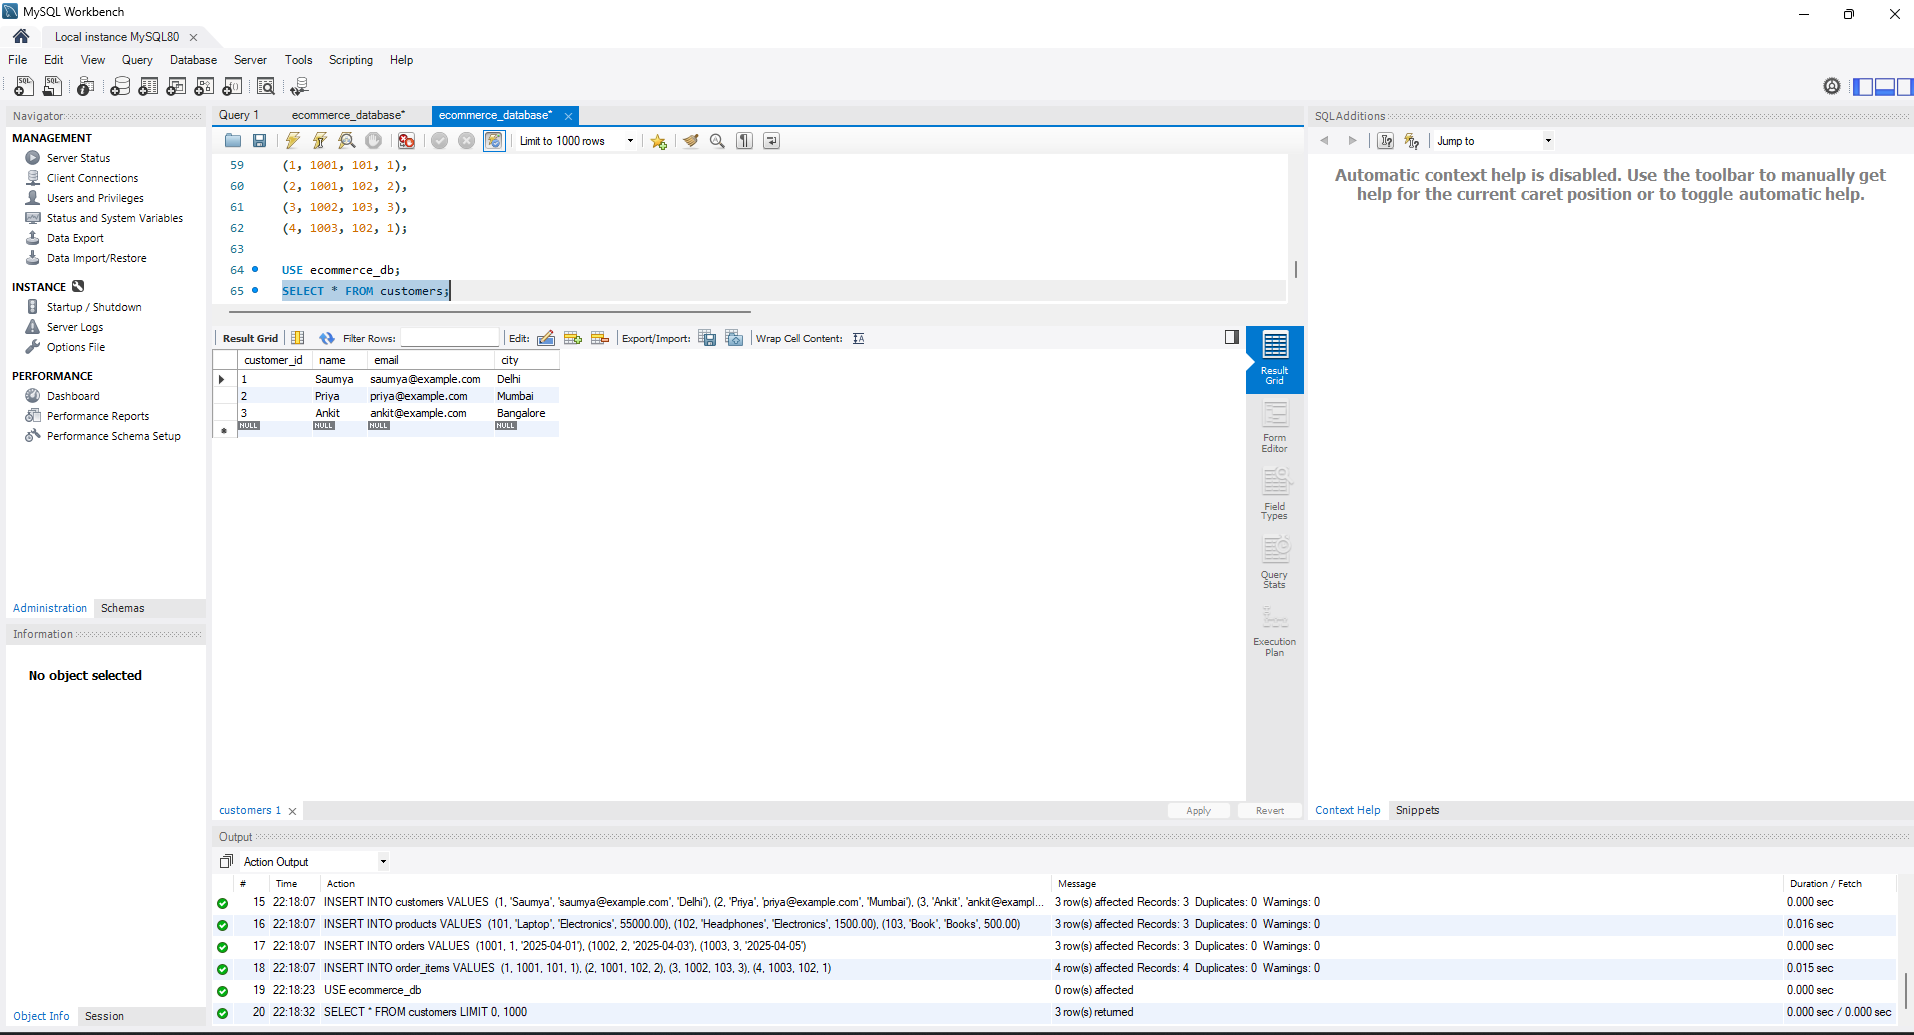 MySQL Workbench
Local instance MySQL80
File Edit View Query Database Server Tools Scripting Help
Navigator
MANAGEMENT
Server Status
Client Connections
Users and Privileges
Status and System Variables
Data Export
Data Import/Restore
INSTANCE
Startup / Shutdown
Server Logs
Options File
PERFORMANCE
Dashboard
Performance Reports
Performance Schema Setup
Administration Schemas
Information
No object selected
Object Info Session
Query 1 ecommerce_database* ecommerce_database*
Limit to 1000 rows
59 (1, 1001, 101, 1),
60 (2, 1001, 102, 2),
61 (3, 1002, 103, 3),
62 (4, 1003, 102, 1);
63
64 USE ecommerce_db;
65 SELECT * FROM customers;
Result Grid Filter Rows: Edit: Export/Import: Wrap Cell Content:
customer_id name email city
1 Saumya saumya@example.com Delhi
2 Priya priya@example.com Mumbai
3 Ankit ankit@example.com Bangalore
NULL NULL NULL NULL
Result
Grid
Form
Editor
Field
Types
Query
Stats
Execution
Plan
customers 1 Apply Revert
SQLAdditions
Jump to
Automatic context help is disabled. Use the toolbar to manually get
help for the current caret position or to toggle automatic help.
Context Help Snippets
Output
Action Output
# Time Action Message Duration / Fetch
15 22:18:07 INSERT INTO customers VALUES (1, 'Saumya', 'saumya@example.com', 'Delhi'), (2, 'Priya', 'priya@example.com', 'Mumbai'), (3, 'Ankit', 'ankit@exampl... 3 row(s) affected Records: 3 Duplicates: 0 Warnings: 0 0.000 sec
16 22:18:07 INSERT INTO products VALUES (101, 'Laptop', 'Electronics', 55000.00), (102, 'Headphones', 'Electronics', 1500.00), (103, 'Book', 'Books', 500.00) 3 row(s) affected Records: 3 Duplicates: 0 Warnings: 0 0.016 sec
17 22:18:07 INSERT INTO orders VALUES (1001, 1, '2025-04-01'), (1002, 2, '2025-04-03'), (1003, 3, '2025-04-05') 3 row(s) affected Records: 3 Duplicates: 0 Warnings: 0 0.000 sec
18 22:18:07 INSERT INTO order_items VALUES (1, 1001, 101, 1), (2, 1001, 102, 2), (3, 1002, 103, 3), (4, 1003, 102, 1) 4 row(s) affected Records: 4 Duplicates: 0 Warnings: 0 0.015 sec
19 22:18:23 USE ecommerce_db 0 row(s) affected 0.000 sec
20 22:18:32 SELECT * FROM customers LIMIT 0, 1000 3 row(s) returned 0.000 sec / 0.000 sec